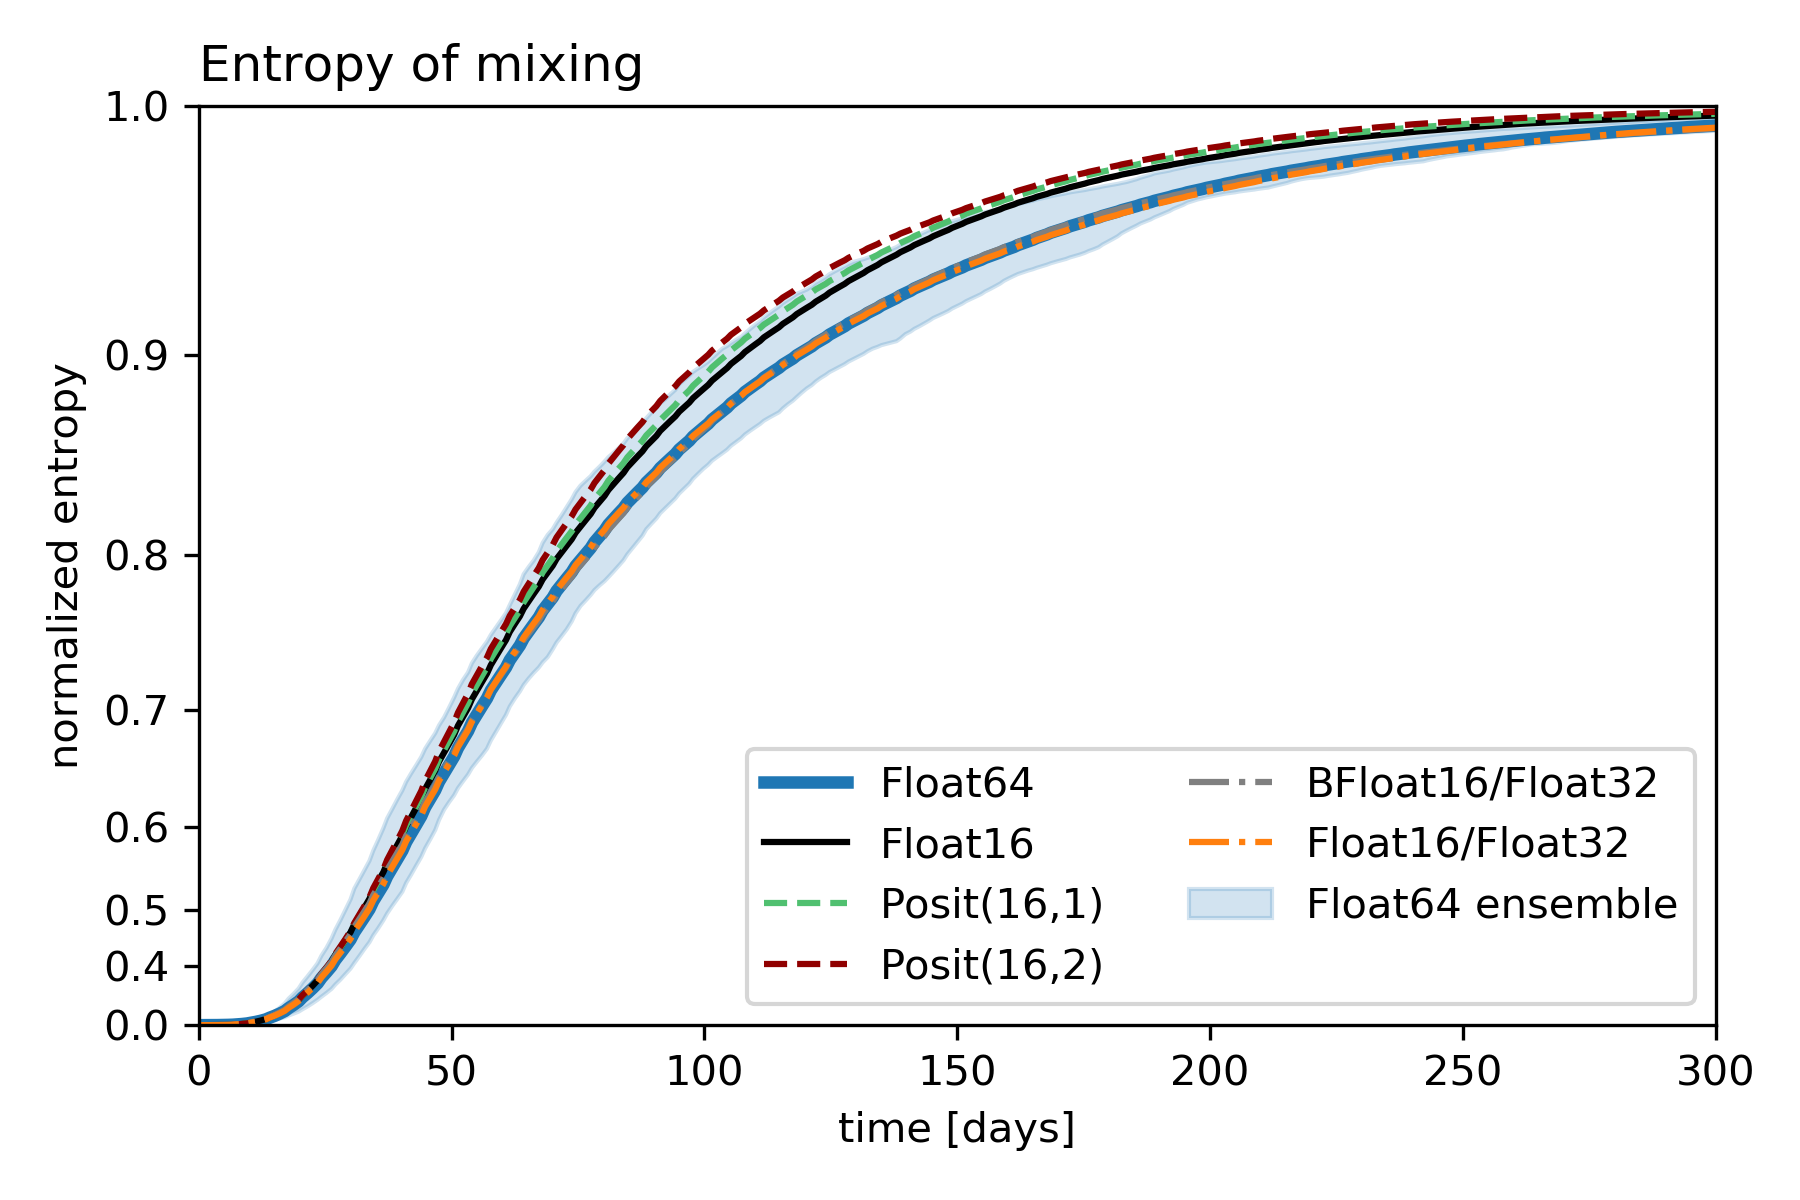 Entropy of mixing
1.0
0.9
0.8
0.7
0.6
0.5
0.4
0.0
normalized entropy
Float64
Float16
Posit(16,1)
Posit(16,2)
BFloat16/Float32
Float16/Float32
Float64 ensemble
0 50 100 150 200 250 300
time [days]